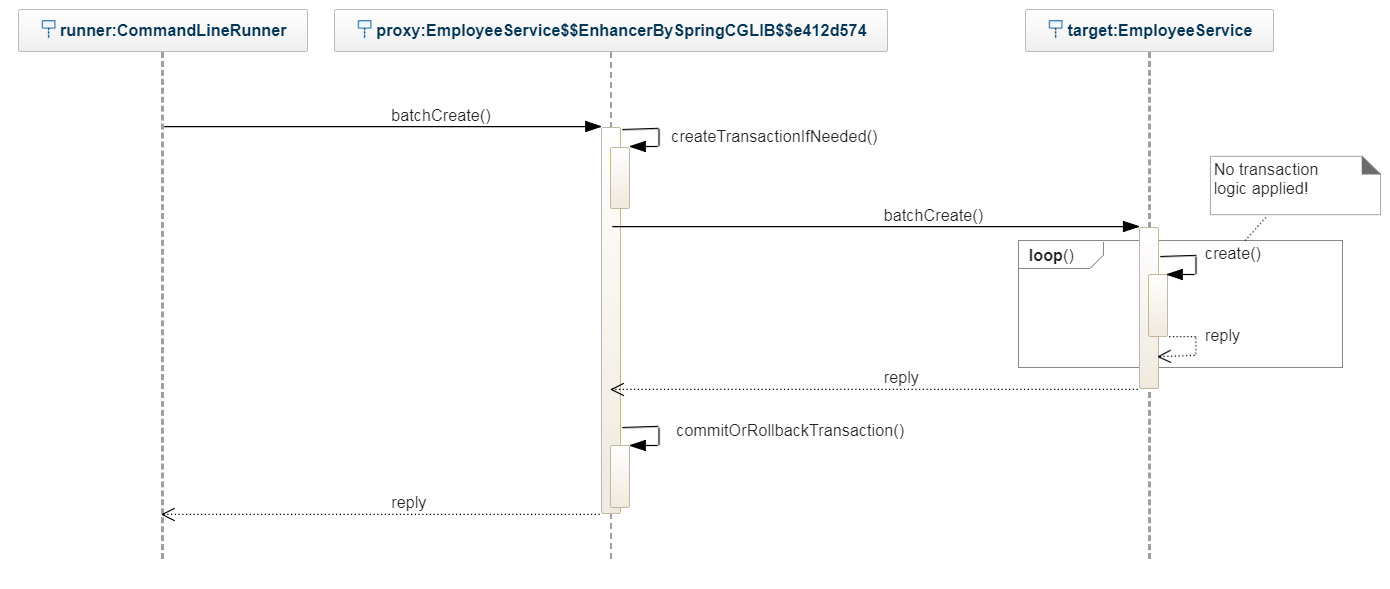 runner:CommandLineRunner
proxy:EmployeeService$$EnhancerBySpringCGLIB$$e412d574
target:EmployeeService
batchCreate()
createTransactionIfNeeded()
No transaction
logic applied!
batchCreate()
loop()
create()
reply
reply
commitOrRollbackTransaction()
reply